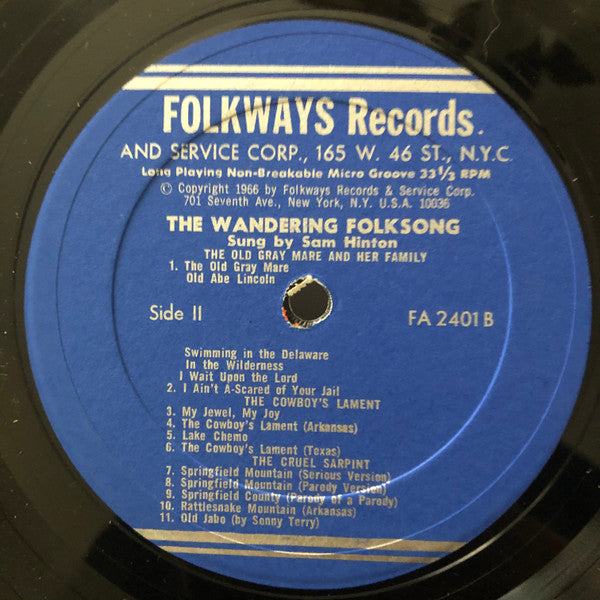 FOLKWAYS Records.
AND SERVICE CORP., 165 W. 46 ST., N.Y.C.
Long Playing Non-Breakable Micro Groove 33 1/3 RPM
© Copyright 1966 by Folkways Records & Service Corp.
701 Seventh Ave., New York, N.Y. U.S.A. 10036
THE WANDERING FOLKSONG
Sung by Sam Hinton
THE OLD GRAY MARE AND HER FAMILY
1. The Old Gray Mare
Old Abe Lincoln
Side II
FA 2401 B
Swimming in the Delaware
In the Wilderness
I Wait Upon the Lord
2. I Ain't A-Scared of Your Jail
THE COWBOY'S LAMENT
3. My Jewel, My Joy
4. The Cowboy's Lament (Arkansas)
5. Lake Chemo
6. The Cowboy's Lament (Texas)
THE CRUEL SARPINT
7. Springfield Mountain (Serious Version)
8. Springfield Mountain (Parody Version)
9. Springfield County (Parody of a Parody)
10. Rattlesnake Mountain (Arkansas)
11. Old Jabo (by Sonny Terry)